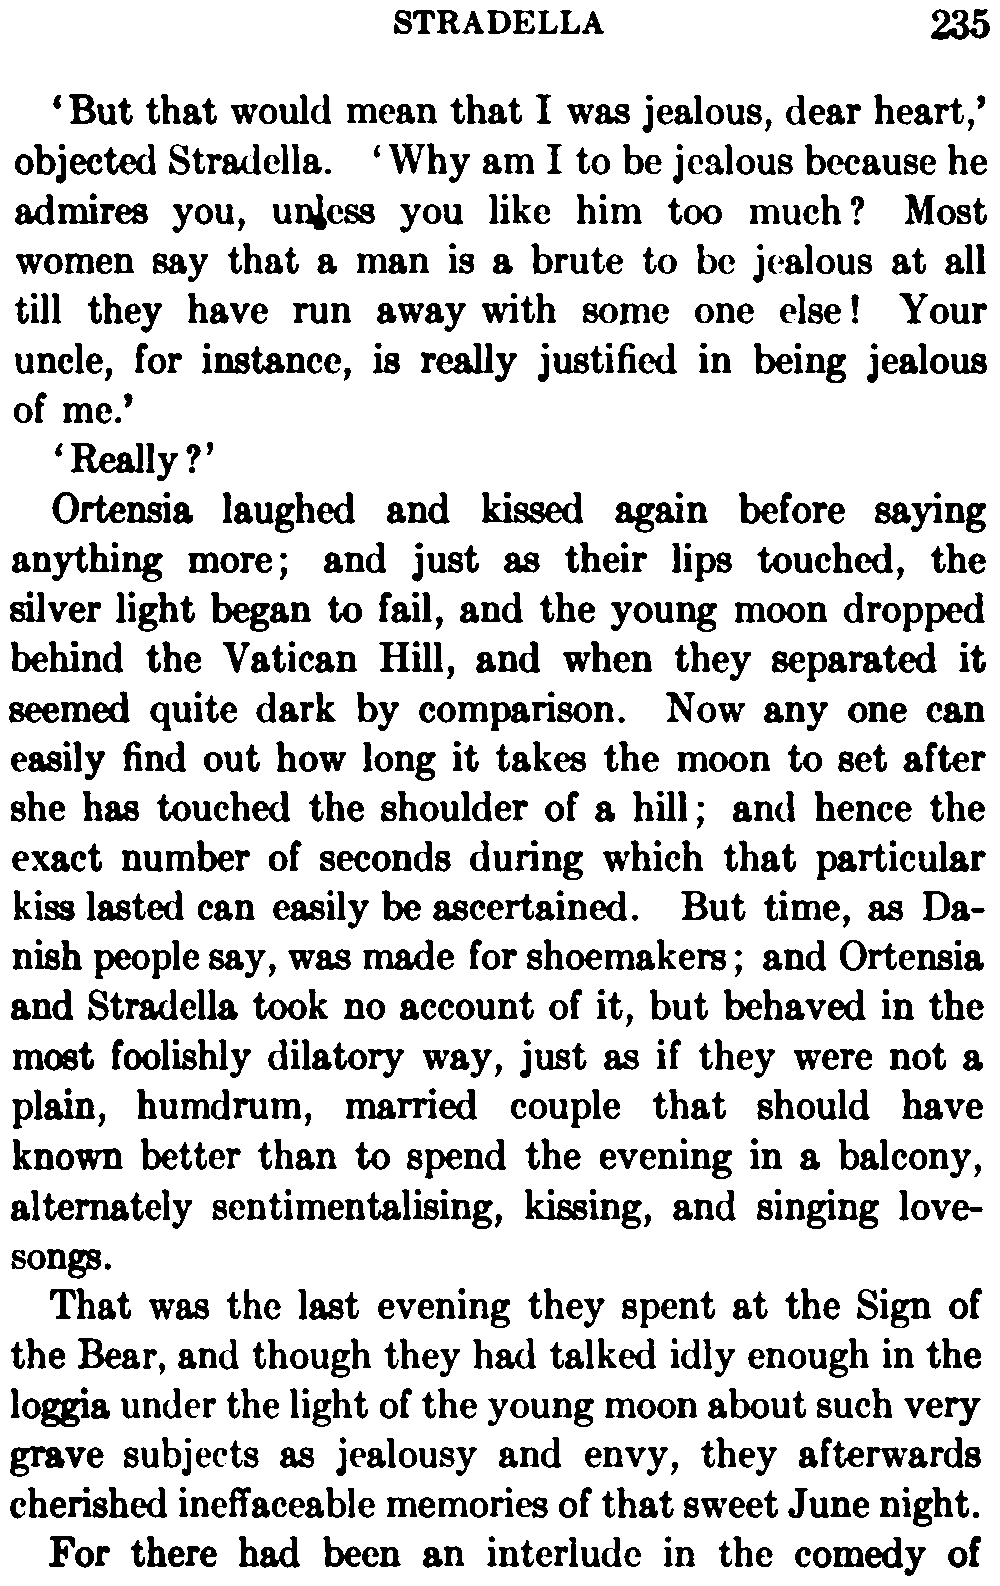 STRADELLA 235
‘But that would mean that I was jealous, dear heart,’
objected Stradella. ‘Why am I to be jealous because he
admires you, unless you like him too much? Most
women say that a man is a brute to be jealous at all
till they have run away with some one else! Your
uncle, for instance, is really justified in being jealous
of me.’
‘Really?’
Ortensia laughed and kissed again before saying
anything more; and just as their lips touched, the
silver light began to fail, and the young moon dropped
behind the Vatican Hill, and when they separated it
seemed quite dark by comparison. Now any one can
easily find out how long it takes the moon to set after
she has touched the shoulder of a hill; and hence the
exact number of seconds during which that particular
kiss lasted can easily be ascertained. But time, as Da-
nish people say, was made for shoemakers; and Ortensia
and Stradella took no account of it, but behaved in the
most foolishly dilatory way, just as if they were not a
plain, humdrum, married couple that should have
known better than to spend the evening in a balcony,
alternately sentimentalising, kissing, and singing love-
songs.
That was the last evening they spent at the Sign of
the Bear, and though they had talked idly enough in the
loggia under the light of the young moon about such very
grave subjects as jealousy and envy, they afterwards
cherished ineffaceable memories of that sweet June night.
For there had been an interlude in the comedy of